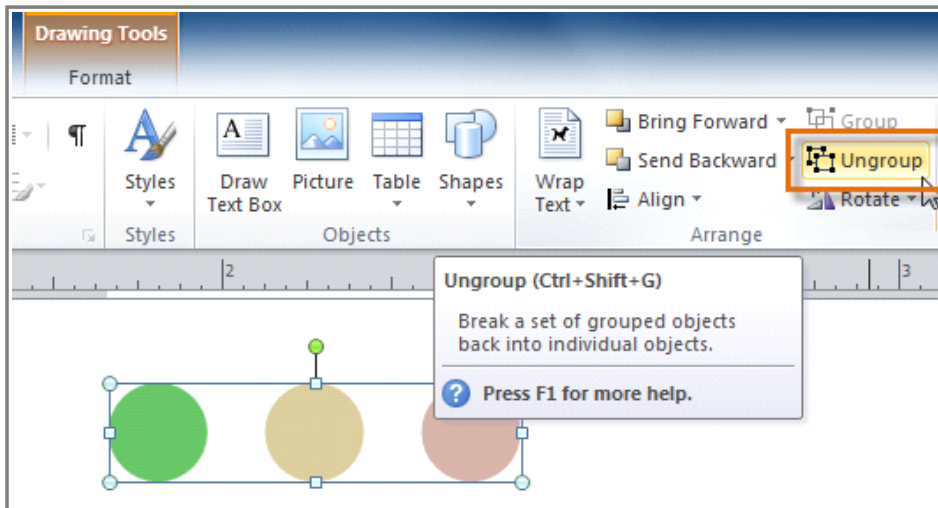 Drawing Tools
Format
¶
Bring Forward
Group
A
A
Send Backward
Ungroup
Styles
Draw
Text Box
Picture
Table
Shapes
Wrap
Text
Align
Rotate
Styles
Objects
Arrange
2
3
Ungroup (Ctrl+Shift+G)
Break a set of grouped objects
back into individual objects.
? Press F1 for more help.